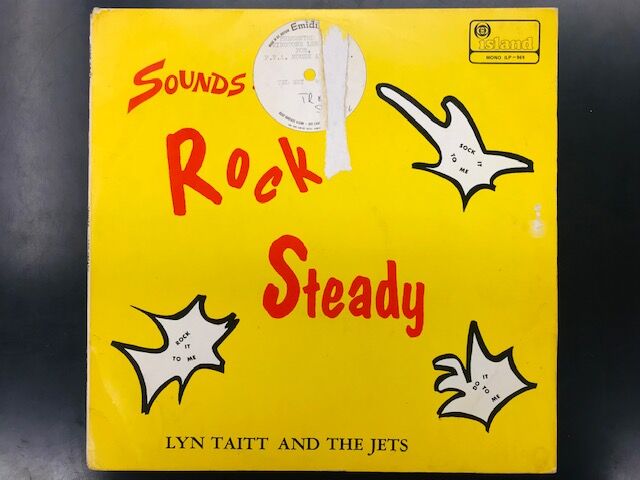 Emidi
island
MONO ILP-969
SOUNDS
Rock
Steady
SOCK IT
TO ME
ROCK
IT
TO ME
DO IT
TO ME
LYN TAITT AND THE JETS